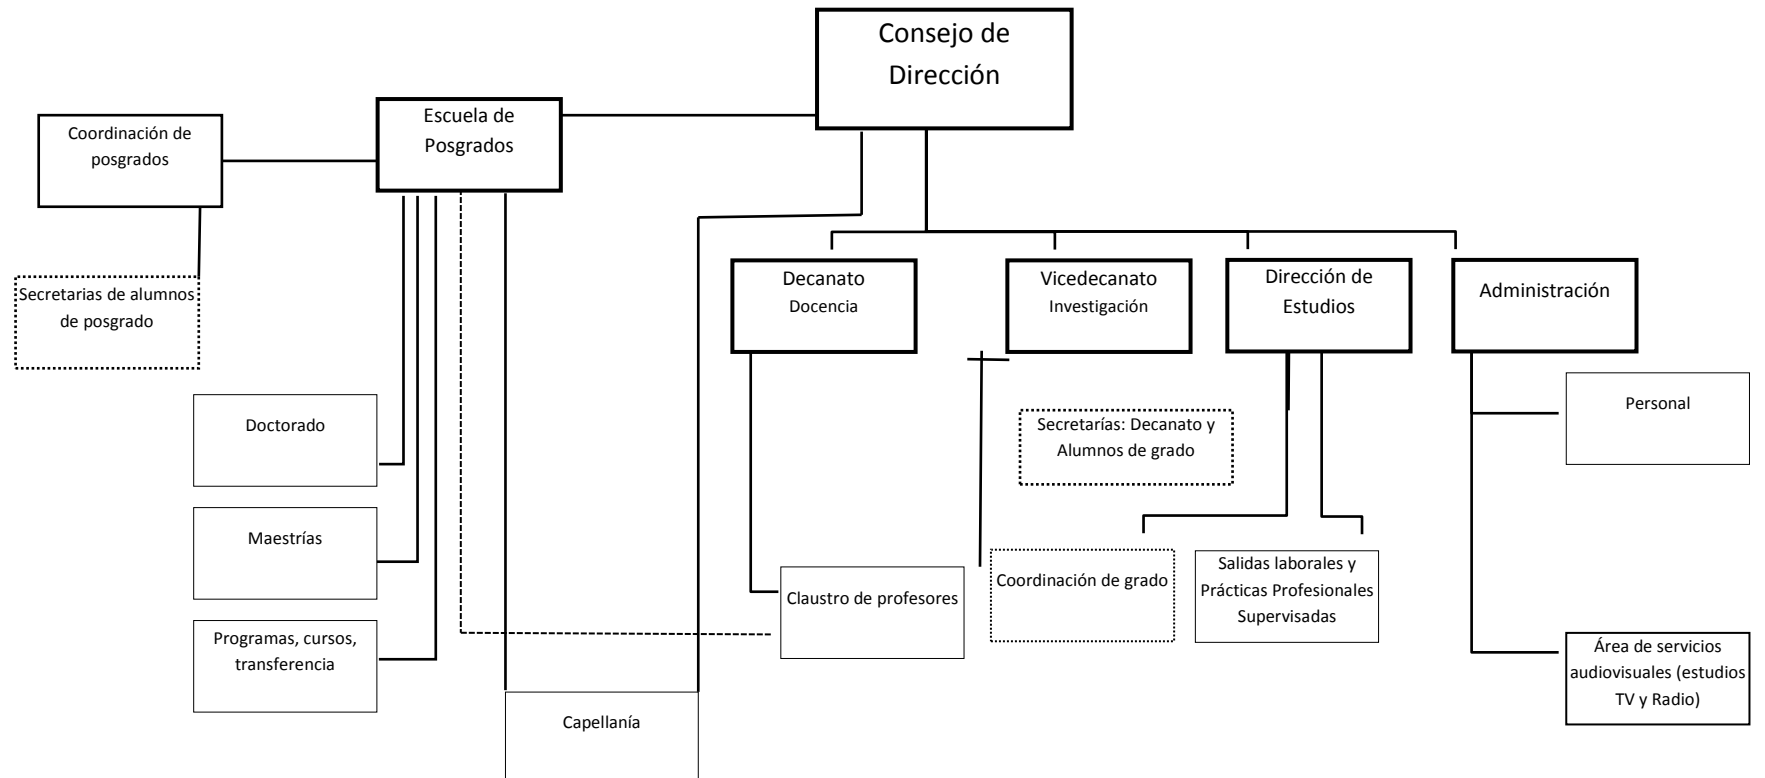 Consejo de
Dirección
Escuela de
Posgrados
Coordinación de
posgrados
Secretarias de alumnos
de posgrado
Decanato
Docencia
Vicedecanato
Investigación
Dirección de
Estudios
Administración
Doctorado
Personal
Secretarías: Decanato y
Alumnos de grado
Maestrías
Claustro de profesores
Coordinación de grado
Salidas laborales y
Prácticas Profesionales
Supervisadas
Programas, cursos,
transferencia
Área de servicios
audiovisuales (estudios
TV y Radio)
Capellanía